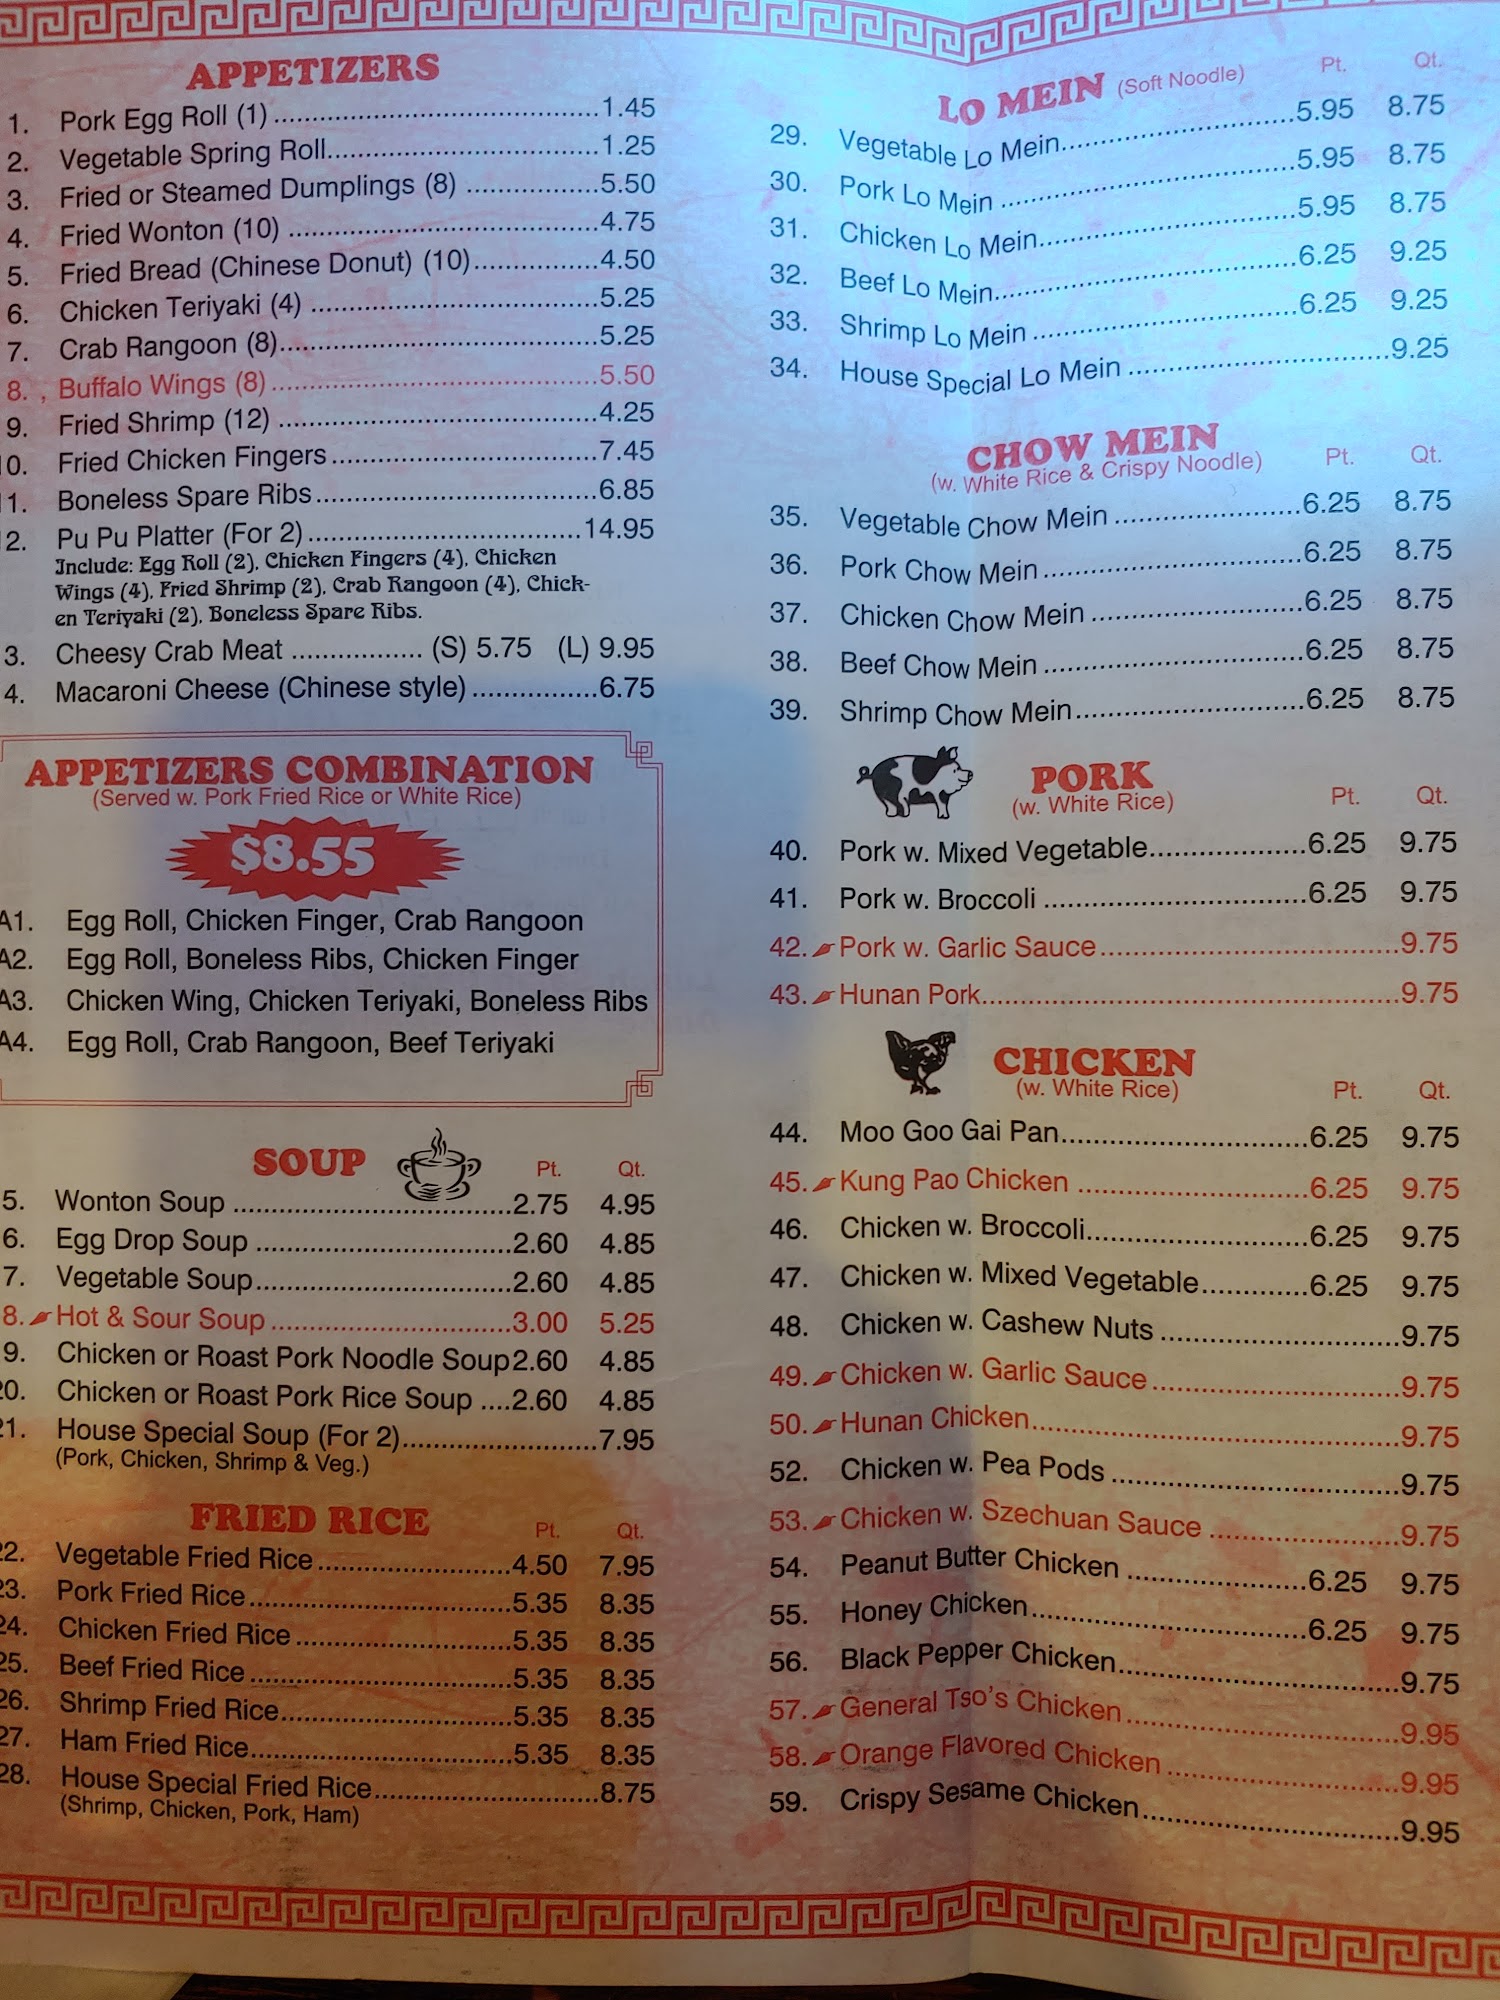 APPETIZERS
1. Pork Egg Roll (1) 1.45
2. Vegetable Spring Roll 1.25
3. Fried or Steamed Dumplings (8) 5.50
4. Fried Wonton (10) 4.75
5. Fried Bread (Chinese Donut) (10) 4.50
6. Chicken Teriyaki (4) 5.25
7. Crab Rangoon (8) 5.25
8. Buffalo Wings (8) 5.50
9. Fried Shrimp (12) 4.25
10. Fried Chicken Fingers 7.45
11. Boneless Spare Ribs 6.85
2. Pu Pu Platter (For 2) 14.95
Include: Egg Roll (2), Chicken Fingers (4), Chicken
Wings (4), Fried Shrimp (2), Crab Rangoon (4), Chick-
en Teriyaki (2), Boneless Spare Ribs.
3. Cheesy Crab Meat (S) 5.75 (L) 9.95
4. Macaroni Cheese (Chinese style) 6.75
APPETIZERS COMBINATION
(Served w. Pork Fried Rice or White Rice)
$8.55
A1. Egg Roll, Chicken Finger, Crab Rangoon
A2. Egg Roll, Boneless Ribs, Chicken Finger
A3. Chicken Wing, Chicken Teriyaki, Boneless Ribs
A4. Egg Roll, Crab Rangoon, Beef Teriyaki
SOUP Pt. Qt.
5. Wonton Soup 2.75 4.95
6. Egg Drop Soup 2.60 4.85
7. Vegetable Soup 2.60 4.85
8. Hot & Sour Soup 3.00 5.25
9. Chicken or Roast Pork Noodle Soup 2.60 4.85
20. Chicken or Roast Pork Rice Soup 2.60 4.85
21. House Special Soup (For 2) 7.95
(Pork, Chicken, Shrimp & Veg.)
FRIED RICE Pt. Qt.
22. Vegetable Fried Rice 4.50 7.95
23. Pork Fried Rice 5.35 8.35
24. Chicken Fried Rice 5.35 8.35
25. Beef Fried Rice 5.35 8.35
26. Shrimp Fried Rice 5.35 8.35
27. Ham Fried Rice 5.35 8.35
28. House Special Fried Rice 8.75
(Shrimp, Chicken, Pork, Ham)
LO MEIN (Soft Noodle) Pt. Qt.
29. Vegetable Lo Mein 5.95 8.75
30. Pork Lo Mein 5.95 8.75
31. Chicken Lo Mein 5.95 8.75
32. Beef Lo Mein 6.25 9.25
33. Shrimp Lo Mein 6.25 9.25
34. House Special Lo Mein 9.25
CHOW MEIN
(w. White Rice & Crispy Noodle) Pt. Qt.
35. Vegetable Chow Mein 6.25 8.75
36. Pork Chow Mein 6.25 8.75
37. Chicken Chow Mein 6.25 8.75
38. Beef Chow Mein 6.25 8.75
39. Shrimp Chow Mein 6.25 8.75
PORK
(w. White Rice) Pt. Qt.
40. Pork w. Mixed Vegetable 6.25 9.75
41. Pork w. Broccoli 6.25 9.75
42. Pork w. Garlic Sauce 9.75
43. Hunan Pork 9.75
CHICKEN
(w. White Rice) Pt. Qt.
44. Moo Goo Gai Pan 6.25 9.75
45. Kung Pao Chicken 6.25 9.75
46. Chicken w. Broccoli 6.25 9.75
47. Chicken w. Mixed Vegetable 6.25 9.75
48. Chicken w. Cashew Nuts 9.75
49. Chicken w. Garlic Sauce 9.75
50. Hunan Chicken 9.75
52. Chicken w. Pea Pods 9.75
53. Chicken w. Szechuan Sauce 9.75
54. Peanut Butter Chicken 6.25 9.75
55. Honey Chicken 6.25 9.75
56. Black Pepper Chicken 9.75
57. General Tso's Chicken 9.95
58. Orange Flavored Chicken 9.95
59. Crispy Sesame Chicken 9.95